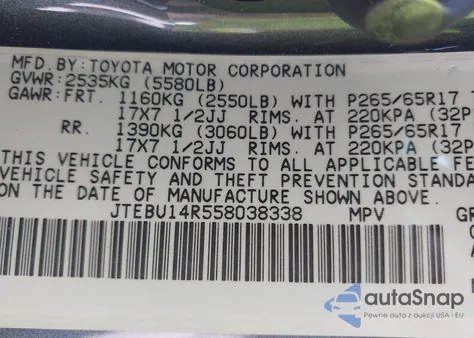 MFD.BY:TOYOTA MOTOR CORPORATION
GVWR:2535KG (5580LB)
GAWR:FRT. 1160KG (2550LB) WITH P265/65R17
17X7 1/2JJ RIMS. AT 220KPA (32P
RR. 1390KG (3060LB) WITH P265/65R17
17X7 1/2JJ RIMS. AT 220KPA (32P
THIS VEHICLE CONFORMS TO ALL APPLICABLE FE
VEHICLE SAFETY AND THEFT PREVENTION STANDA
ON THE DATE OF MANUFACTURE SHOWN ABOVE.
JTEBU14R558038338 MPV
autoSnap
Pewne auta z aukcji USA i EU